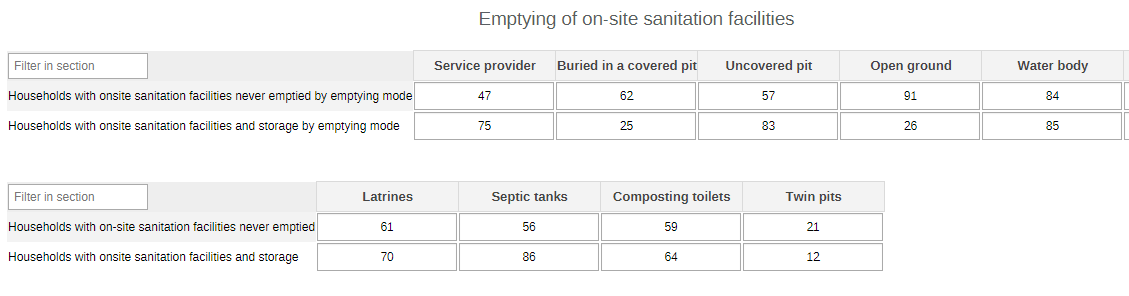 Emptying of on-site sanitation facilities
Filter in section Service provider Buried in a covered pit Uncovered pit Open ground Water body
Households with onsite sanitation facilities never emptied by emptying mode 47 62 57 91 84
Households with onsite sanitation facilities and storage by emptying mode 75 25 83 26 85
Filter in section Latrines Septic tanks Composting toilets Twin pits
Households with on-site sanitation facilities never emptied 61 56 59 21
Households with onsite sanitation facilities and storage 70 86 64 12